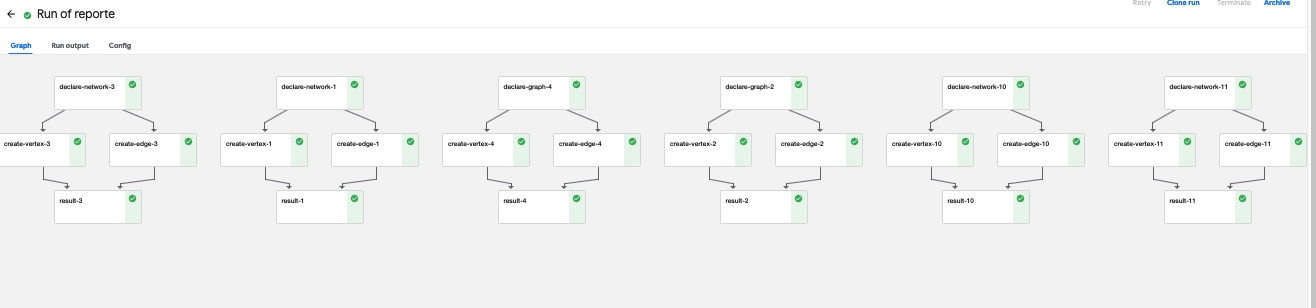 Retry Clone run Terminate Archive
Run of reporte
Graph Run output Config
declare-network-3 declare-network-1 declare-graph-4 declare-graph-2 declare-network-10 declare-network-11
create-vertex-3 create-edge-3 create-vertex-1 create-edge-1 create-vertex-4 create-edge-4 create-vertex-2 create-edge-2 create-vertex-10 create-edge-10 create-vertex-11 create-edge-11
result-3 result-1 result-4 result-2 result-10 result-11